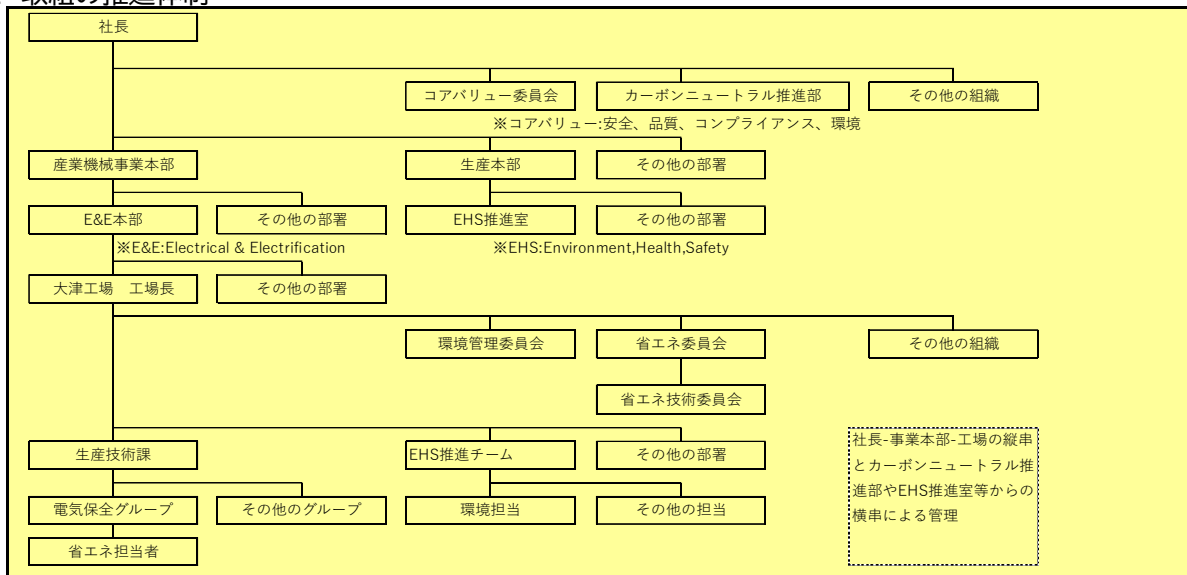 取組の推進体制
社長
コアバリュー委員会 カーボンニュートラル推進部 その他の組織
※コアバリュー:安全、品質、コンプライアンス、環境
産業機械事業本部 生産本部 その他の部署
E&E本部 その他の部署 EHS推進室 その他の部署
※E&E:Electrical & Electrification ※EHS:Environment,Health,Safety
大津工場　工場長 その他の部署
環境管理委員会 省エネ委員会 その他の組織
省エネ技術委員会
生産技術課 EHS推進チーム その他の部署
電気保全グループ その他のグループ 環境担当 その他の担当
省エネ担当者
社長-事業本部-工場の縦串
とカーボンニュートラル推
進部やEHS推進室等からの
横串による管理